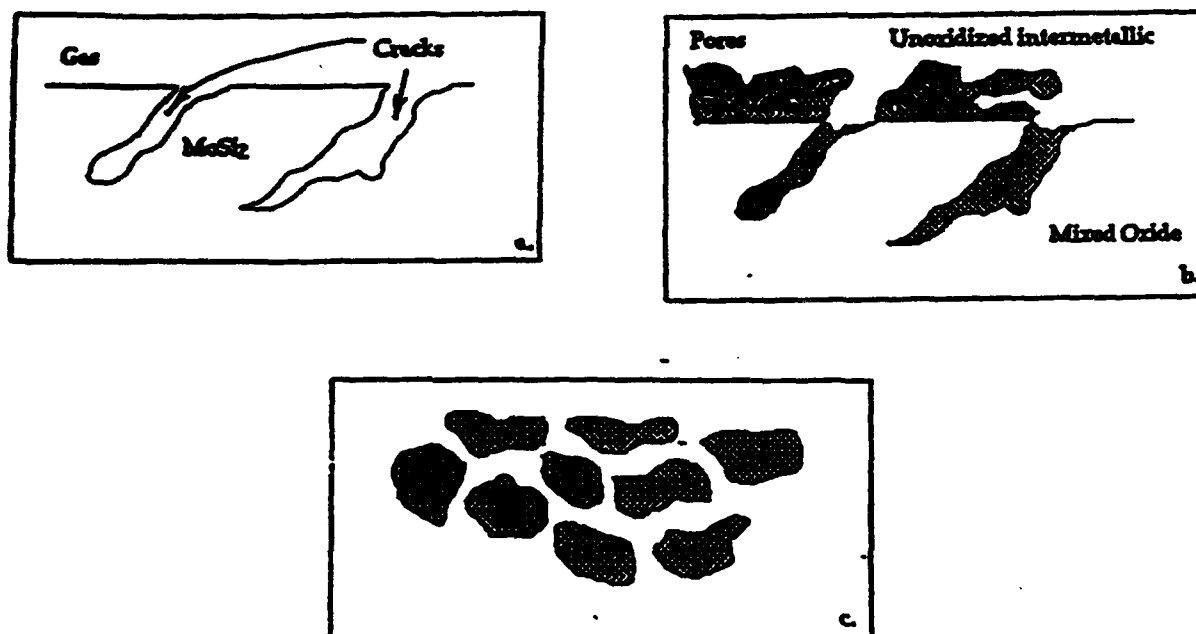 Gas
Cracks
MoSi2
a.
Pores
Unoxidized intermetallic
Mixed Oxide
b.
c.